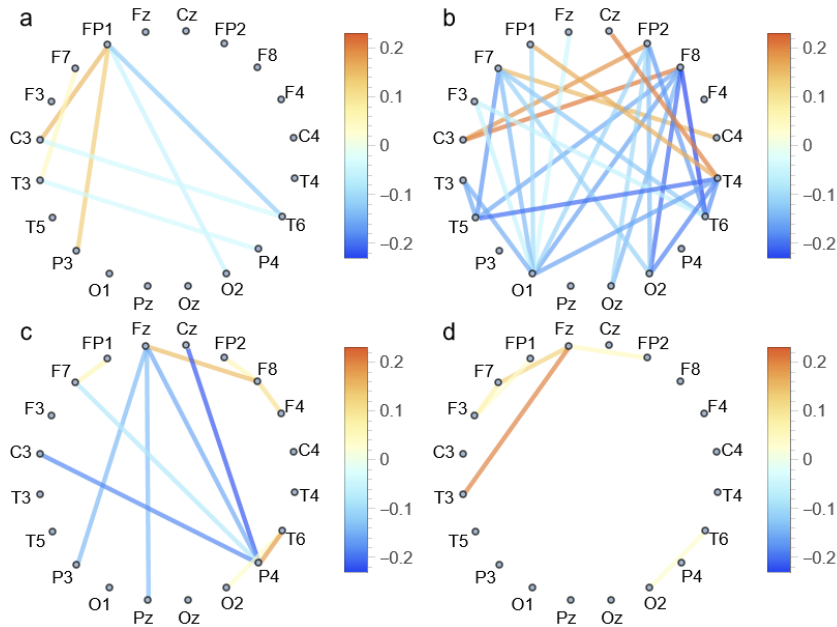 a
Fz
Cz
FP1
FP2
F7
F8
F3
F4
C3
C4
T3
T4
T5
T6
P3
P4
O1
O2
Pz
Oz
0.2
0.1
0
−0.1
−0.2
b
Fz
Cz
FP1
FP2
F7
F8
F3
F4
C3
C4
T3
T4
T5
T6
P3
P4
O1
O2
Pz
Oz
0.2
0.1
0
−0.1
−0.2
c
Fz
Cz
FP1
FP2
F7
F8
F3
F4
C3
C4
T3
T4
T5
T6
P3
P4
O1
O2
Pz
Oz
0.2
0.1
0
−0.1
−0.2
d
Fz
Cz
FP1
FP2
F7
F8
F3
F4
C3
C4
T3
T4
T5
T6
P3
P4
O1
O2
Pz
Oz
0.2
0.1
0
−0.1
−0.2